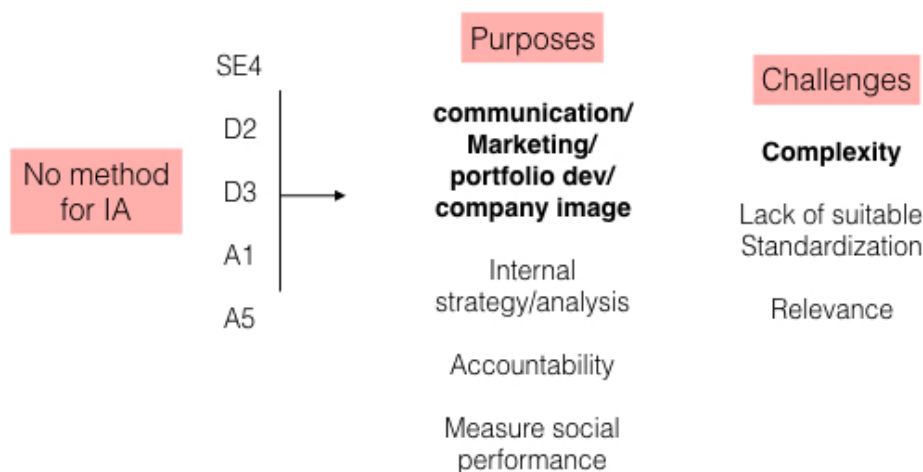 No method
for IA
SE4
D2
D3
A1
A5
Purposes
communication/
Marketing/
portfolio dev/
company image
Internal
strategy/analysis
Accountability
Measure social
performance
Challenges
Complexity
Lack of suitable
Standardization
Relevance